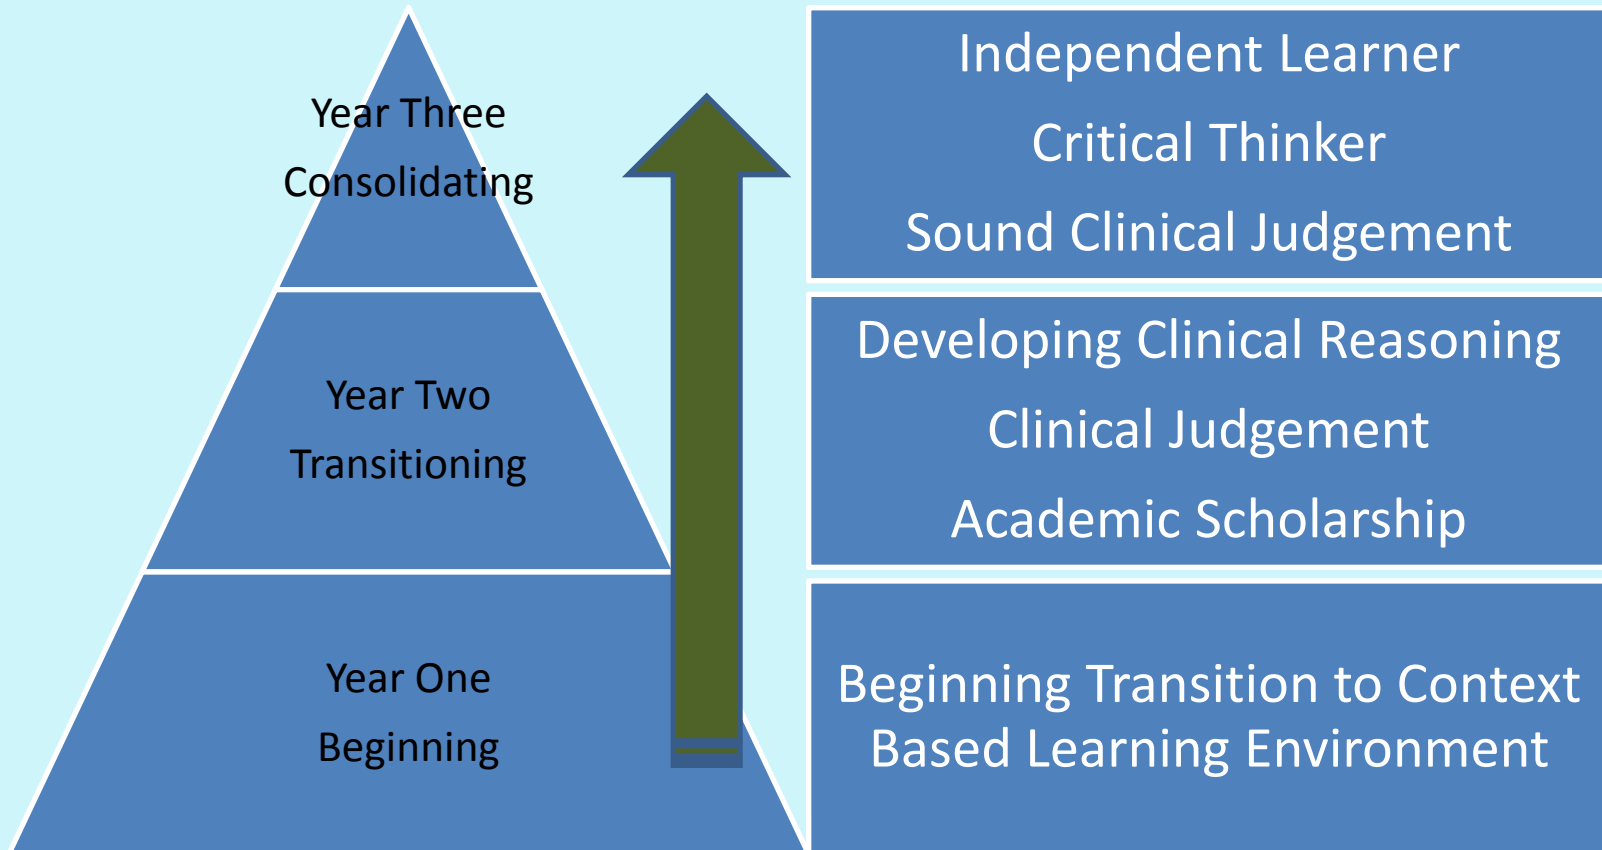 Year Three
Consolidating
Independent Learner
Critical Thinker
Sound Clinical Judgement
Year Two
Transitioning
Developing Clinical Reasoning
Clinical Judgement
Academic Scholarship
Year One
Beginning
Beginning Transition to Context
Based Learning Environment